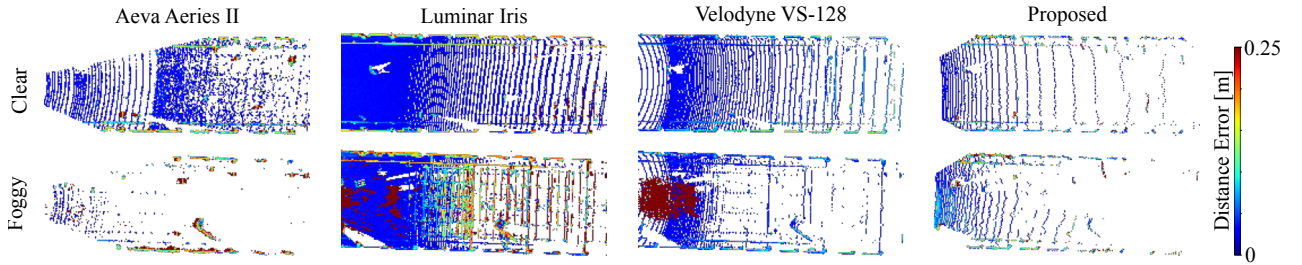 Aeva Aeries II
Luminar Iris
Velodyne VS-128
Proposed
Clear
Foggy
0.25
Distance Error [m]
0